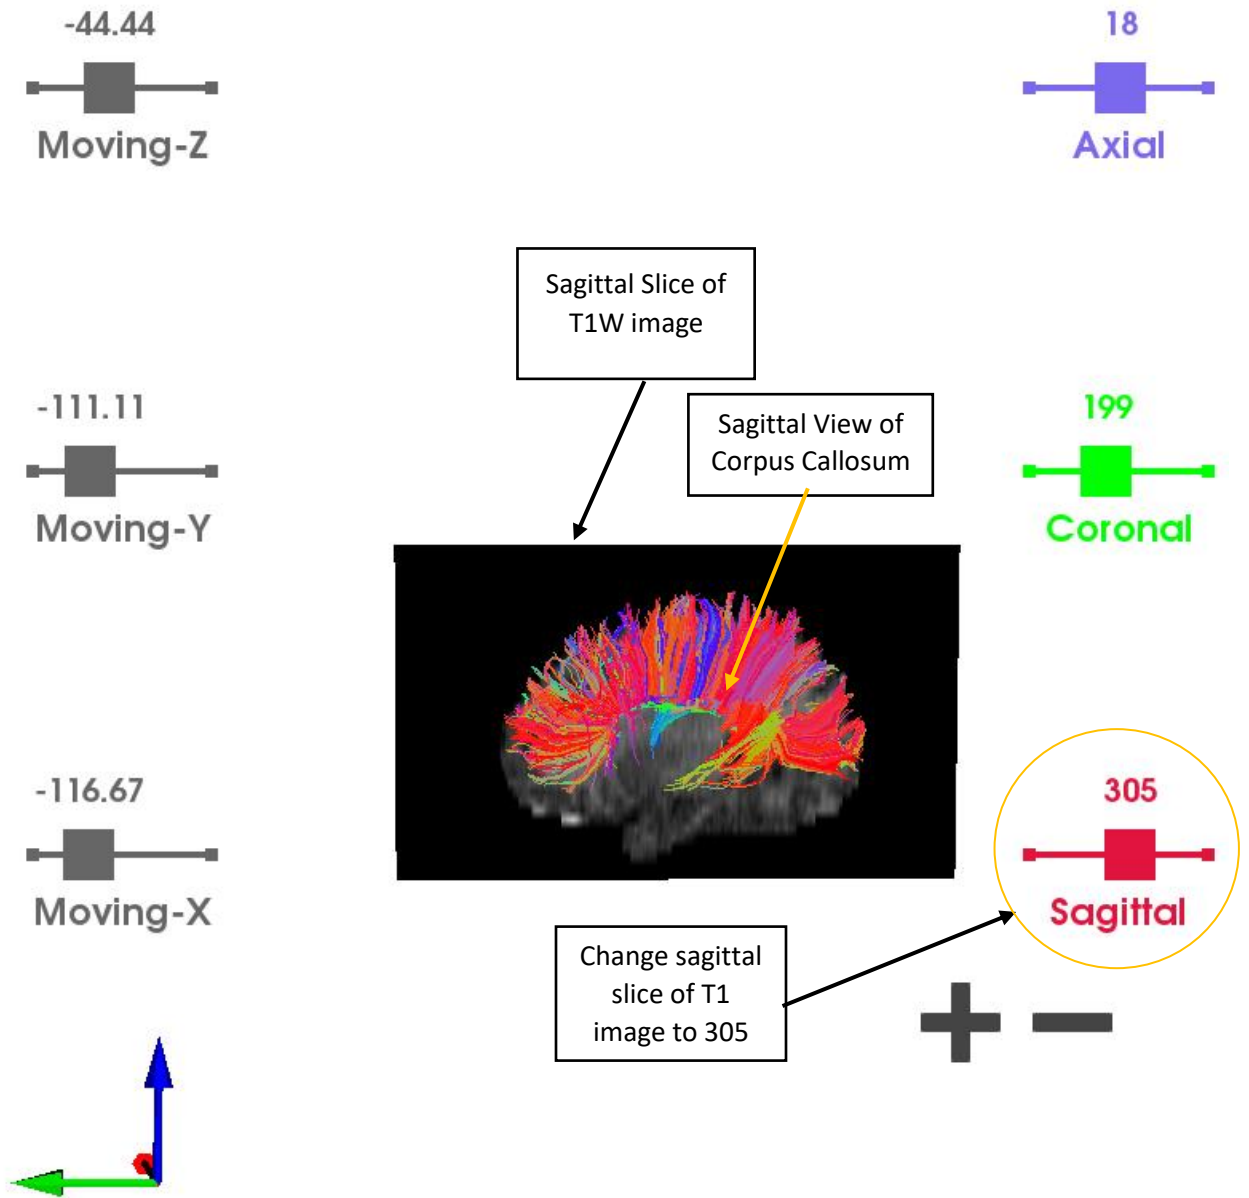 -44.44
Moving-Z
18
Axial
Sagittal Slice of
T1W image
-111.11
Moving-Y
Sagittal View of
Corpus Callosum
199
Coronal
-116.67
Moving-X
305
Sagittal
Change sagittal
slice of T1
image to 305